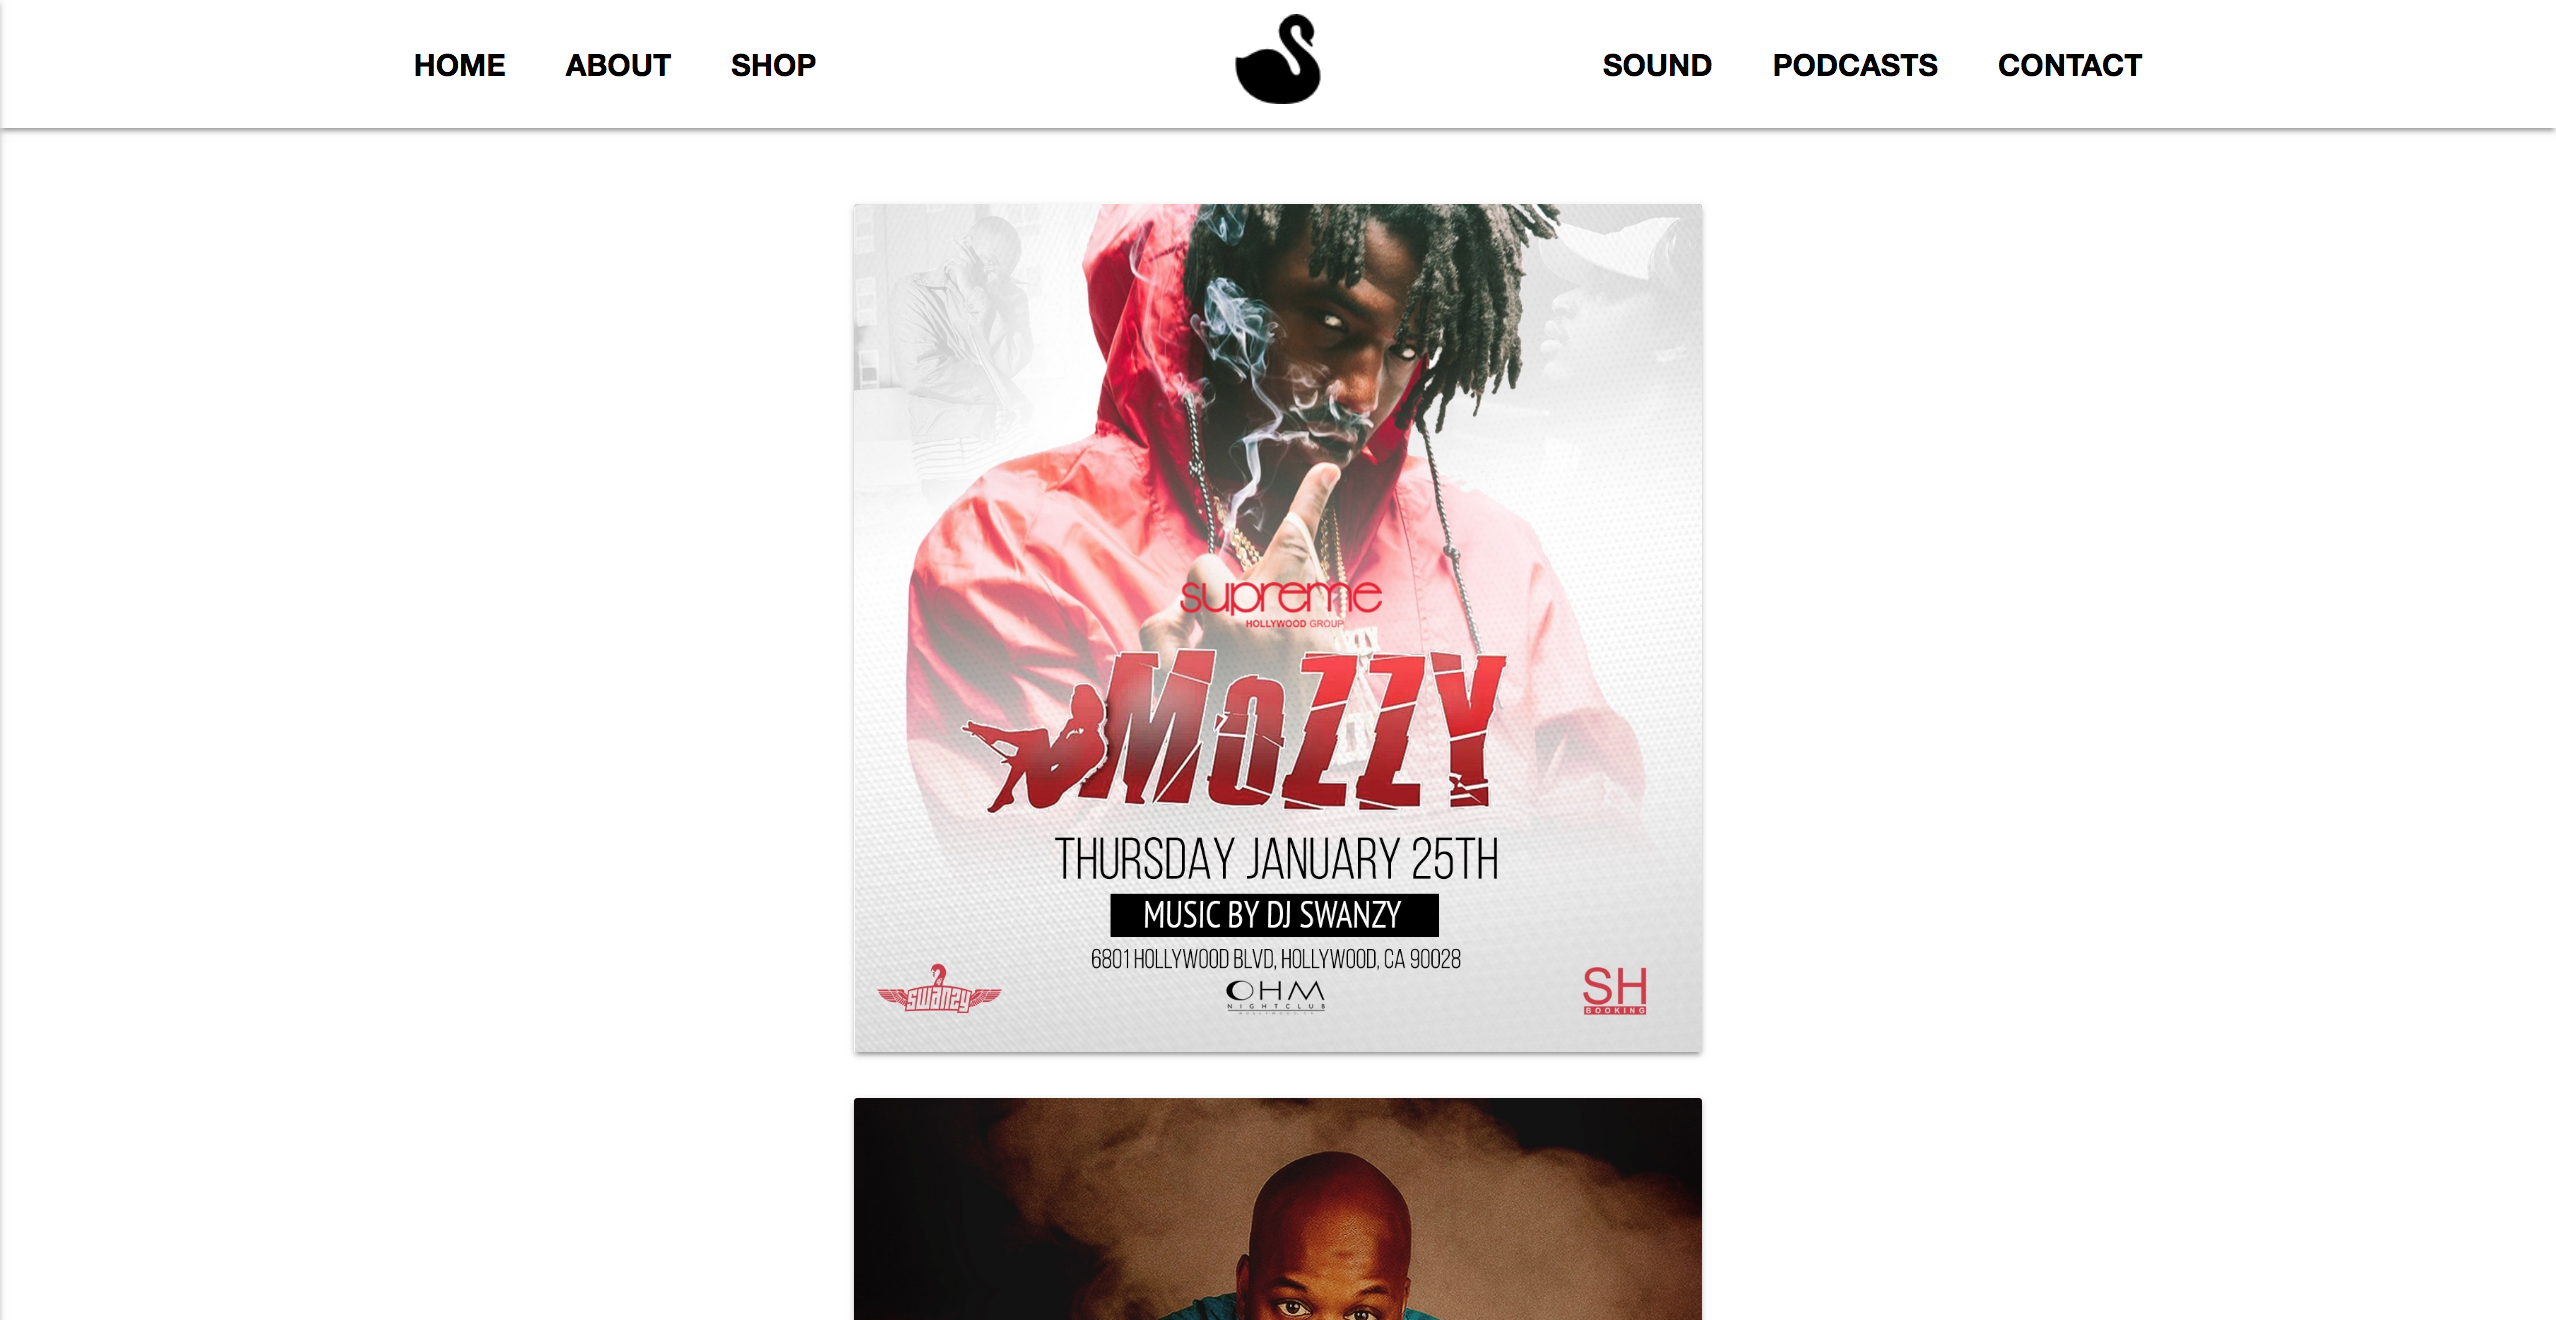 HOME ABOUT SHOP SOUND PODCASTS CONTACT
supreme
HOLLYWOOD GROUP
MOZZY
THURSDAY JANUARY 25TH
MUSIC BY DJ SWANZY
6801 HOLLYWOOD BLVD, HOLLYWOOD, CA 90028
swanzy
OHM
NIGHTCLUB
SH
BOOKING